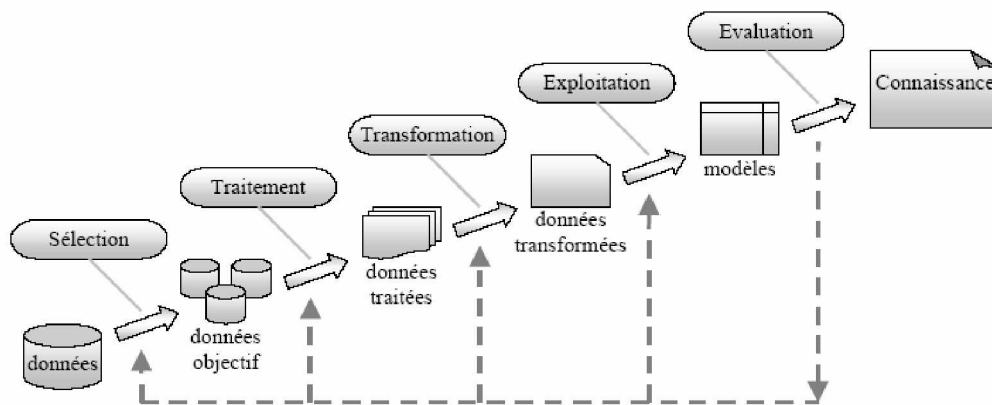 Evaluation
Connaissance
Exploitation
Transformation
modèles
Traitement
données
transformées
Sélection
données
traitées
données
objectif
données